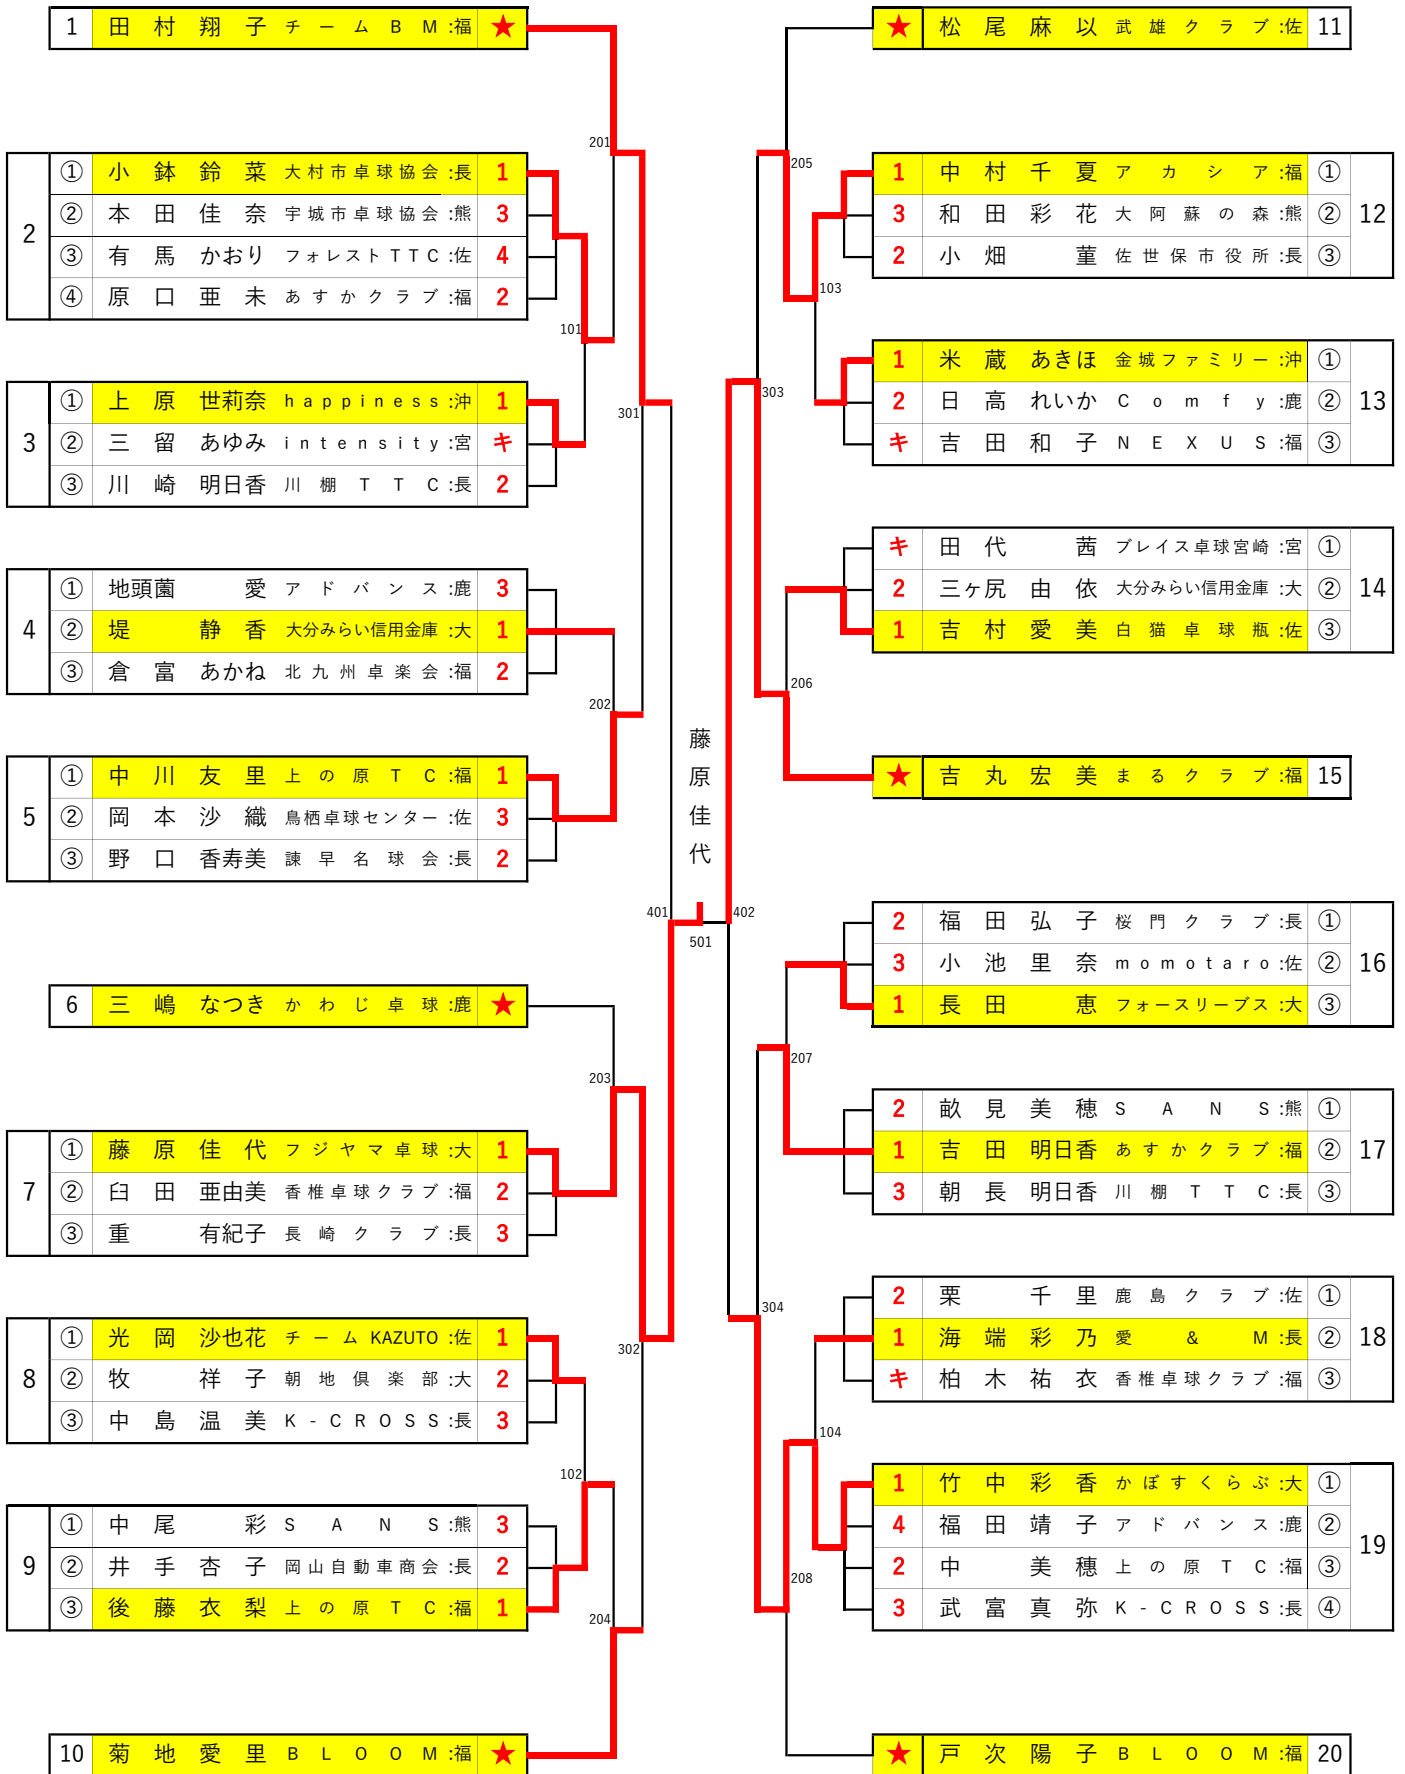 1 田村翔子 チームBM :福 ★
201
2
① 小鉢鈴菜 大村市卓球協会 :長 1
② 本田佳奈 宇城市卓球協会 :熊 3
③ 有馬かおり フォレストTTC :佐 4
④ 原口亜未 あすかクラブ :福 2
101
3
① 上原世莉奈 happiness :沖 1
② 三留あゆみ intensity :宮 キ
③ 川崎明日香 川棚TTC :長 2
301
4
① 地頭薗愛 アドバンス :鹿 3
② 堤静香 大分みらい信用金庫 :大 1
③ 倉富あかね 北九州卓楽会 :福 2
202
5
① 中川友里 上の原TC :福 1
② 岡本沙織 鳥栖卓球センター :佐 3
③ 野口香寿美 諫早名球会 :長 2
401
6 三嶋なつき かわじ卓球 :鹿 ★
203
7
① 藤原佳代 フジヤマ卓球 :大 1
② 臼田亜由美 香椎卓球クラブ :福 2
③ 重有紀子 長崎クラブ :長 3
302
8
① 光岡沙也花 チームKAZUTO :佐 1
② 牧祥子 朝地倶楽部 :大 2
③ 中島温美 K-CROSS :長 3
102
9
① 中尾彩 SANS :熊 3
② 井手杏子 岡山自動車商会 :長 2
③ 後藤衣梨 上の原TC :福 1
204
10 菊地愛里 BLOOM :福 ★
藤原佳代
501
★ 松尾麻以 武雄クラブ :佐 11
205
12
1 中村千夏 アカシア :福 ①
3 和田彩花 大阿蘇の森 :熊 ②
2 小畑菫 佐世保市役所 :長 ③
103
13
1 米蔵あきほ 金城ファミリー :沖 ①
2 日高れいか Comfy :鹿 ②
キ 吉田和子 NEXUS :福 ③
303
14
キ 田代茜 ブレイス卓球宮崎 :宮 ①
2 三ヶ尻由依 大分みらい信用金庫 :大 ②
1 吉村愛美 白猫卓球瓶 :佐 ③
206
★ 吉丸宏美 まるクラブ :福 15
402
16
2 福田弘子 桜門クラブ :長 ①
3 小池里奈 momotaro :佐 ②
1 長田恵 フォースリーブス :大 ③
207
17
2 畝見美穂 SANS :熊 ①
1 吉田明日香 あすかクラブ :福 ②
3 朝長明日香 川棚TTC :長 ③
304
18
2 栗千里 鹿島クラブ :佐 ①
1 海端彩乃 愛&M :長 ②
キ 柏木祐衣 香椎卓球クラブ :福 ③
104
19
1 竹中彩香 かぼすくらぶ :大 ①
4 福田靖子 アドバンス :鹿 ②
2 中美穂 上の原TC :福 ③
3 武富真弥 K-CROSS :長 ④
208
★ 戸次陽子 BLOOM :福 20